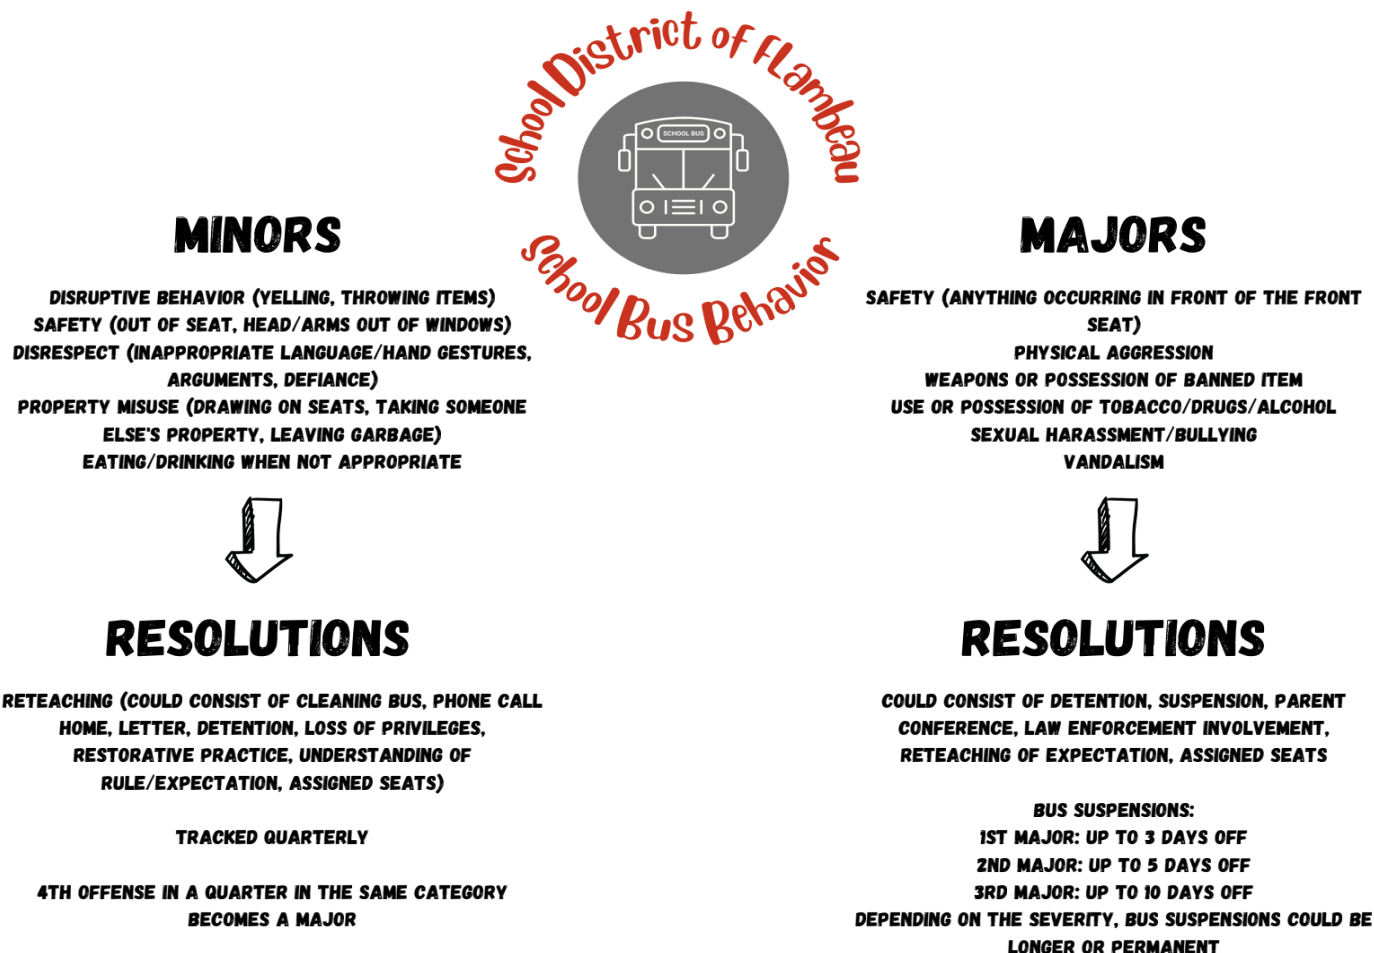 School District of Flambeau
SCHOOL BUS
School Bus Behavior
MINORS
DISRUPTIVE BEHAVIOR (YELLING, THROWING ITEMS)
SAFETY (OUT OF SEAT, HEAD/ARMS OUT OF WINDOWS)
DISRESPECT (INAPPROPRIATE LANGUAGE/HAND GESTURES,
ARGUMENTS, DEFIANCE)
PROPERTY MISUSE (DRAWING ON SEATS, TAKING SOMEONE
ELSE'S PROPERTY, LEAVING GARBAGE)
EATING/DRINKING WHEN NOT APPROPRIATE
RESOLUTIONS
RETEACHING (COULD CONSIST OF CLEANING BUS, PHONE CALL
HOME, LETTER, DETENTION, LOSS OF PRIVILEGES,
RESTORATIVE PRACTICE, UNDERSTANDING OF
RULE/EXPECTATION, ASSIGNED SEATS)
TRACKED QUARTERLY
4TH OFFENSE IN A QUARTER IN THE SAME CATEGORY
BECOMES A MAJOR
MAJORS
SAFETY (ANYTHING OCCURRING IN FRONT OF THE FRONT
SEAT)
PHYSICAL AGGRESSION
WEAPONS OR POSSESSION OF BANNED ITEM
USE OR POSSESSION OF TOBACCO/DRUGS/ALCOHOL
SEXUAL HARASSMENT/BULLYING
VANDALISM
RESOLUTIONS
COULD CONSIST OF DETENTION, SUSPENSION, PARENT
CONFERENCE, LAW ENFORCEMENT INVOLVEMENT,
RETEACHING OF EXPECTATION, ASSIGNED SEATS
BUS SUSPENSIONS:
1ST MAJOR: UP TO 3 DAYS OFF
2ND MAJOR: UP TO 5 DAYS OFF
3RD MAJOR: UP TO 10 DAYS OFF
DEPENDING ON THE SEVERITY, BUS SUSPENSIONS COULD BE
LONGER OR PERMANENT